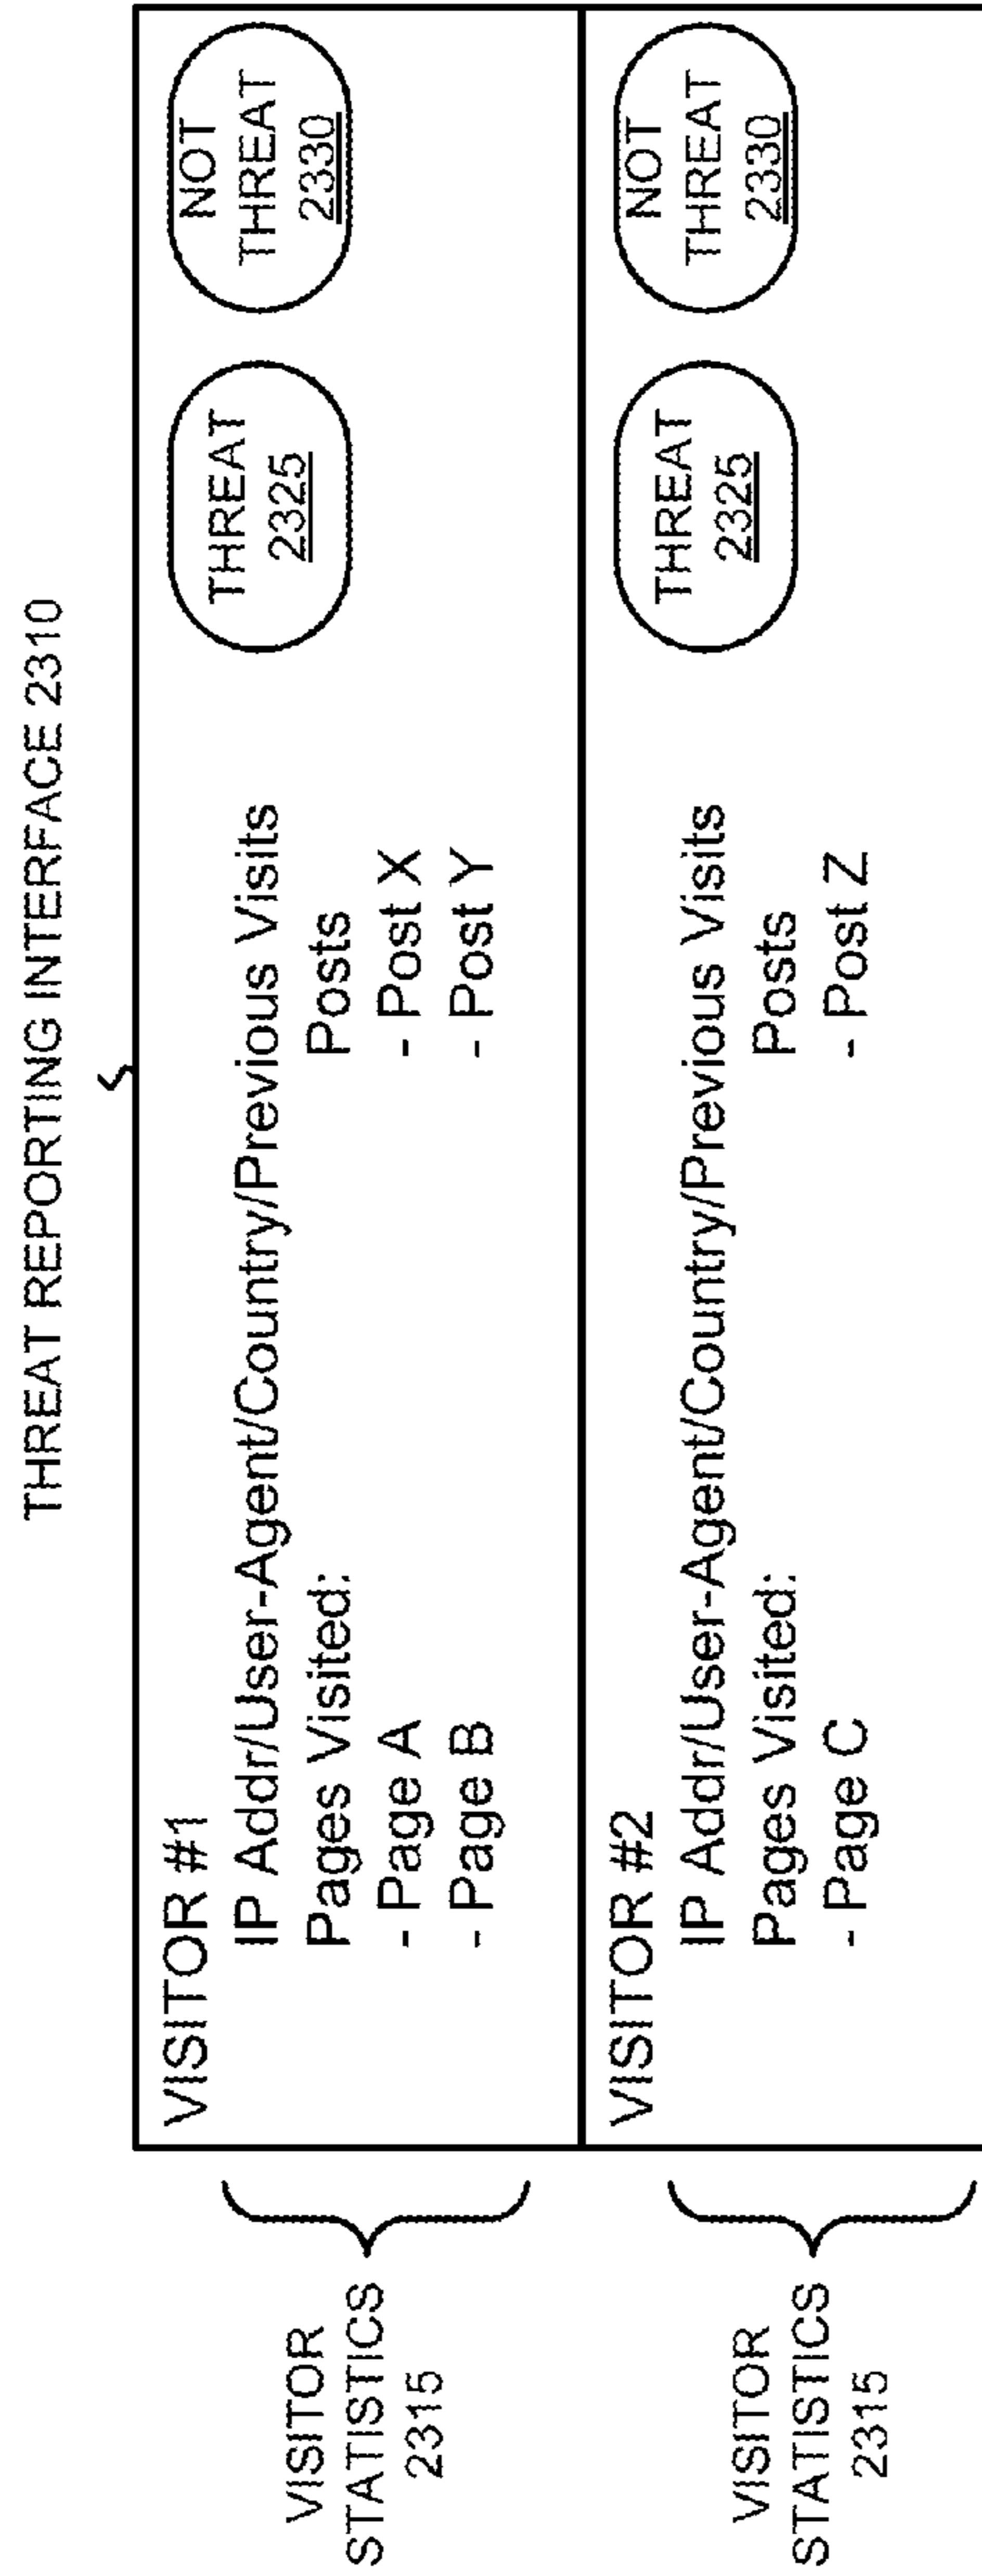 THREAT REPORTING INTERFACE 2310
VISITOR #1
IP Addr/User-Agent/Country/Previous Visits
Pages Visited:
- Page A
- Page B
Posts
- Post X
- Post Y
THREAT
2325
NOT
THREAT
2330
VISITOR
STATISTICS
2315
VISITOR #2
IP Addr/User-Agent/Country/Previous Visits
Pages Visited:
- Page C
Posts
- Post Z
THREAT
2325
NOT
THREAT
2330
VISITOR
STATISTICS
2315